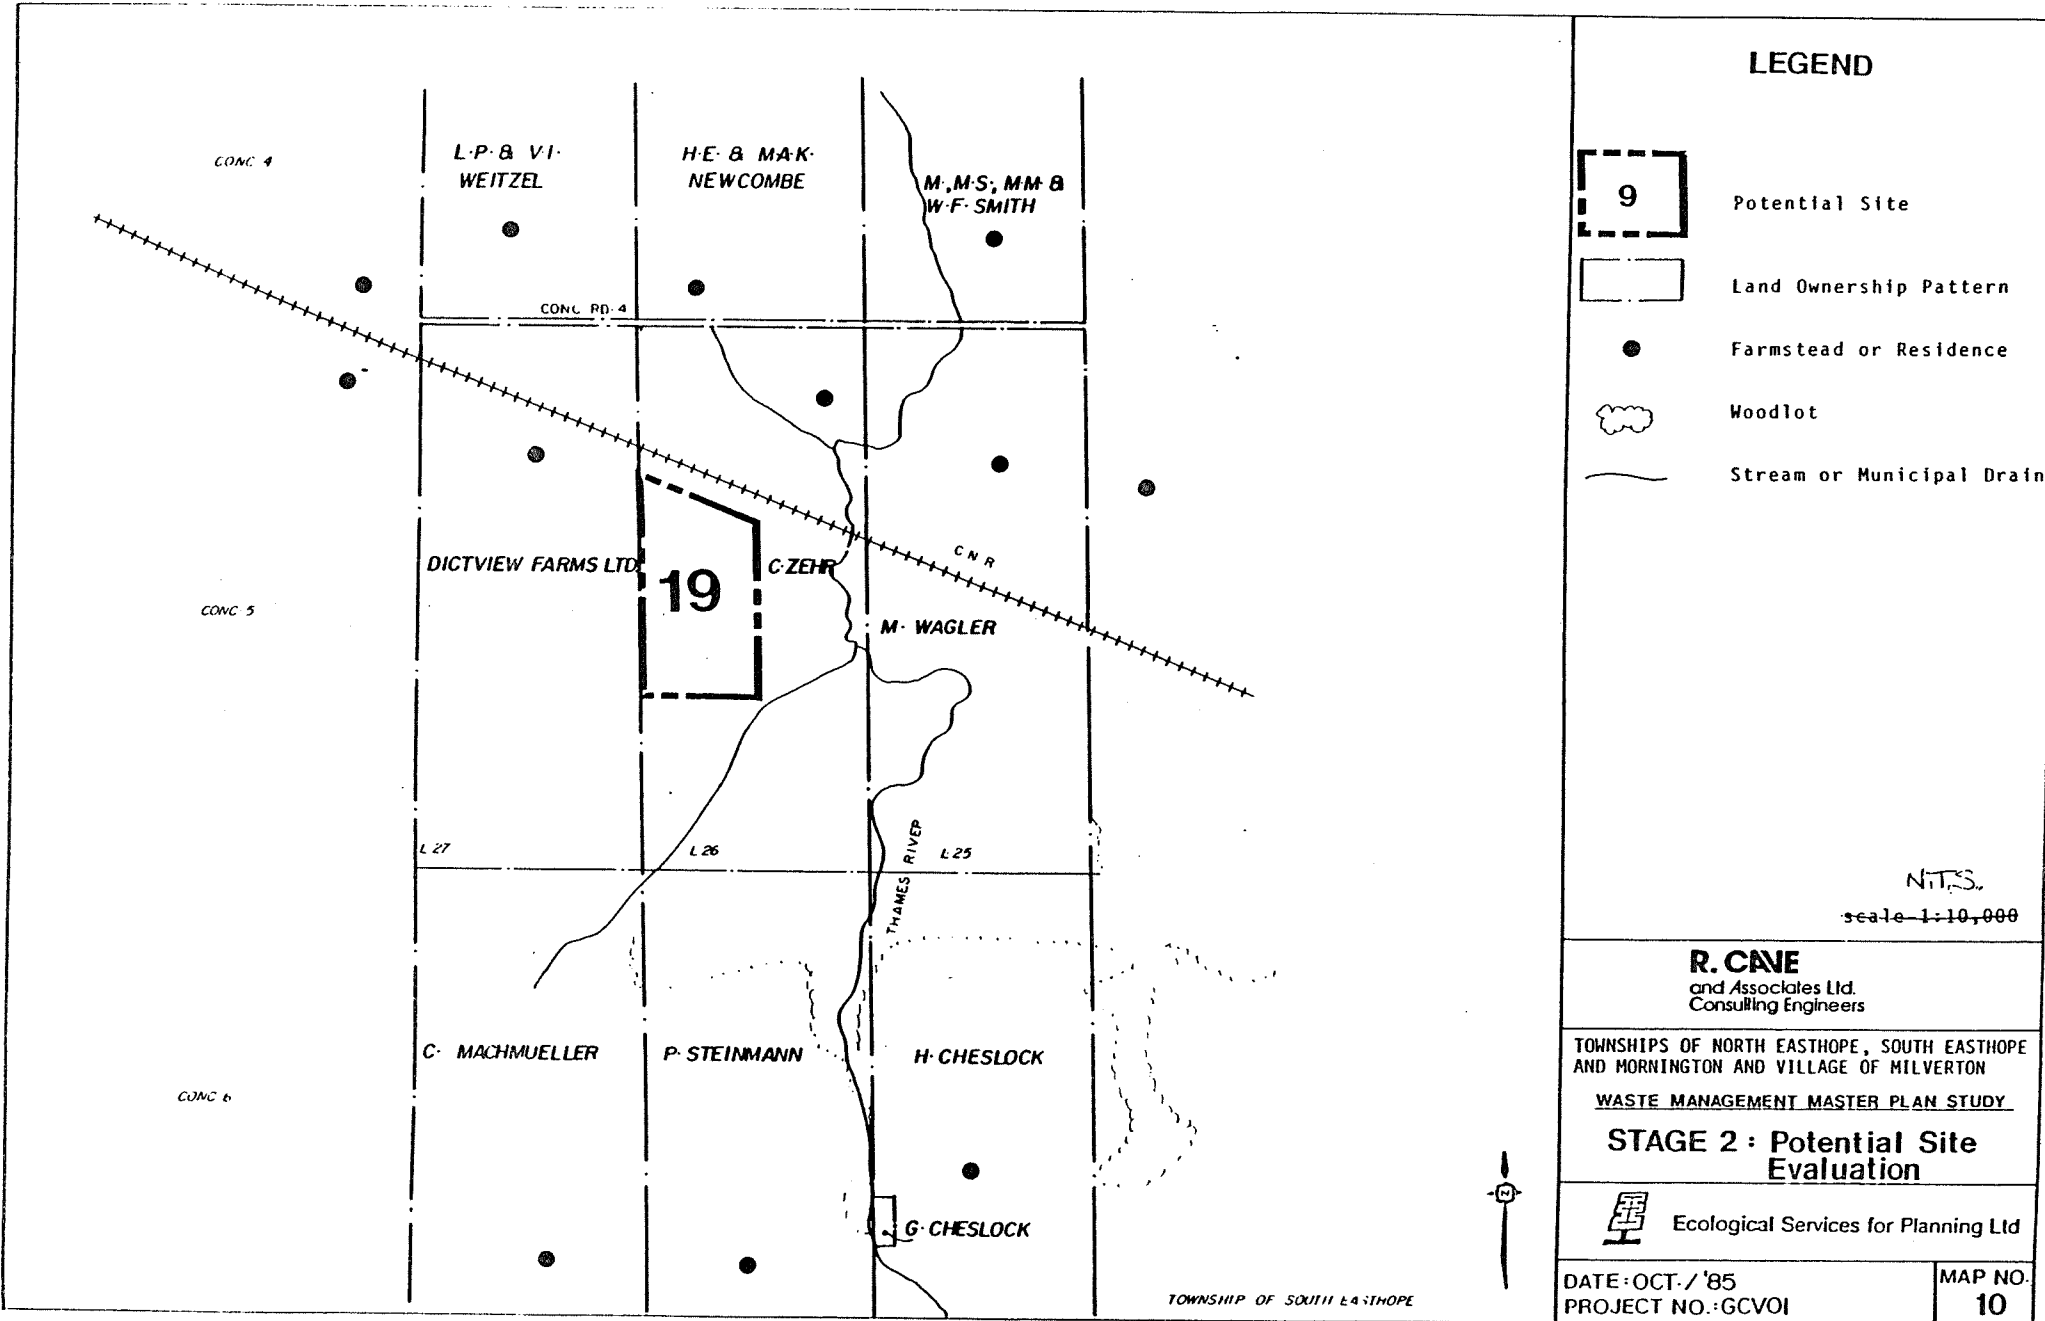 CONC 4
L.P. & V.I.
WEITZEL
H.E. & M.A.K.
NEWCOMBE
M., M.S., M.M. &
W.F. SMITH
CONC RD. 4
DICTVIEW FARMS LTD.
19
C. ZEHR
C N R
CONC 5
M. WAGLER
L 27
L 26
L 25
THAMES RIVER
C. MACHMUELLER
P. STEINMANN
H. CHESLOCK
CONC 6
G. CHESLOCK
N
TOWNSHIP OF SOUTH EASTHOPE
LEGEND
9
Potential Site
Land Ownership Pattern
Farmstead or Residence
Woodlot
Stream or Municipal Drain
N.T.S.
scale 1:10,000
R. CAVE
and Associates Ltd.
Consulting Engineers
TOWNSHIPS OF NORTH EASTHOPE, SOUTH EASTHOPE
AND MORNINGTON AND VILLAGE OF MILVERTON
WASTE MANAGEMENT MASTER PLAN STUDY
STAGE 2 : Potential Site
Evaluation
Ecological Services for Planning Ltd
DATE: OCT. / '85
PROJECT NO.: GCVOI
MAP NO.
10